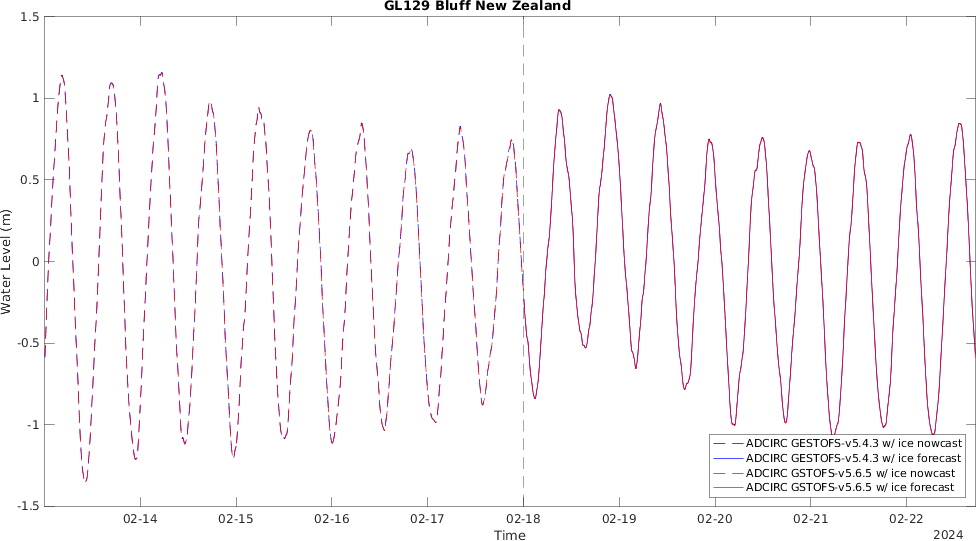 GL129 Bluff New Zealand
1.5
1
0.5
0
-0.5
-1
-1.5
Water Level (m)
02-14 02-15 02-16 02-17 02-18 02-19 02-20 02-21 02-22
Time
2024
ADCIRC GESTOFS-v5.4.3 w/ ice nowcast
ADCIRC GESTOFS-v5.4.3 w/ ice forecast
ADCIRC GSTOFS-v5.6.5 w/ ice nowcast
ADCIRC GSTOFS-v5.6.5 w/ ice forecast